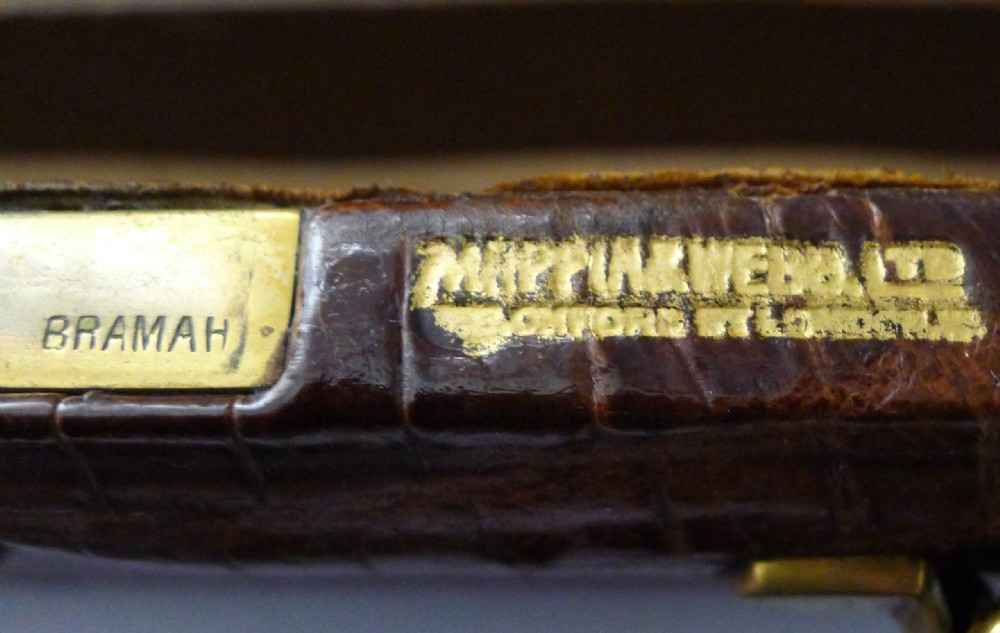 BRAMAH
MAPPIN & WEBB, LTD
OXFORD ST LONDON